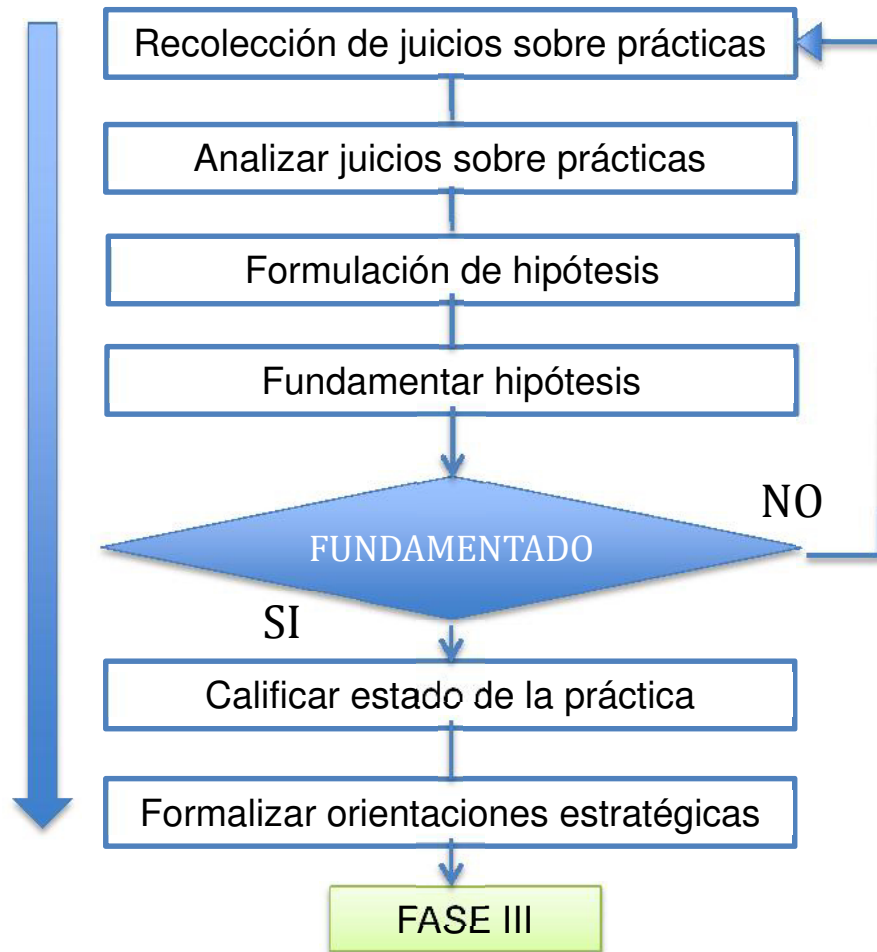 Recolección de juicios sobre prácticas
Analizar juicios sobre prácticas
Formulación de hipótesis
Fundamentar hipótesis
NO
FUNDAMENTADO
SI
Calificar estado de la práctica
Formalizar orientaciones estratégicas
FASE III